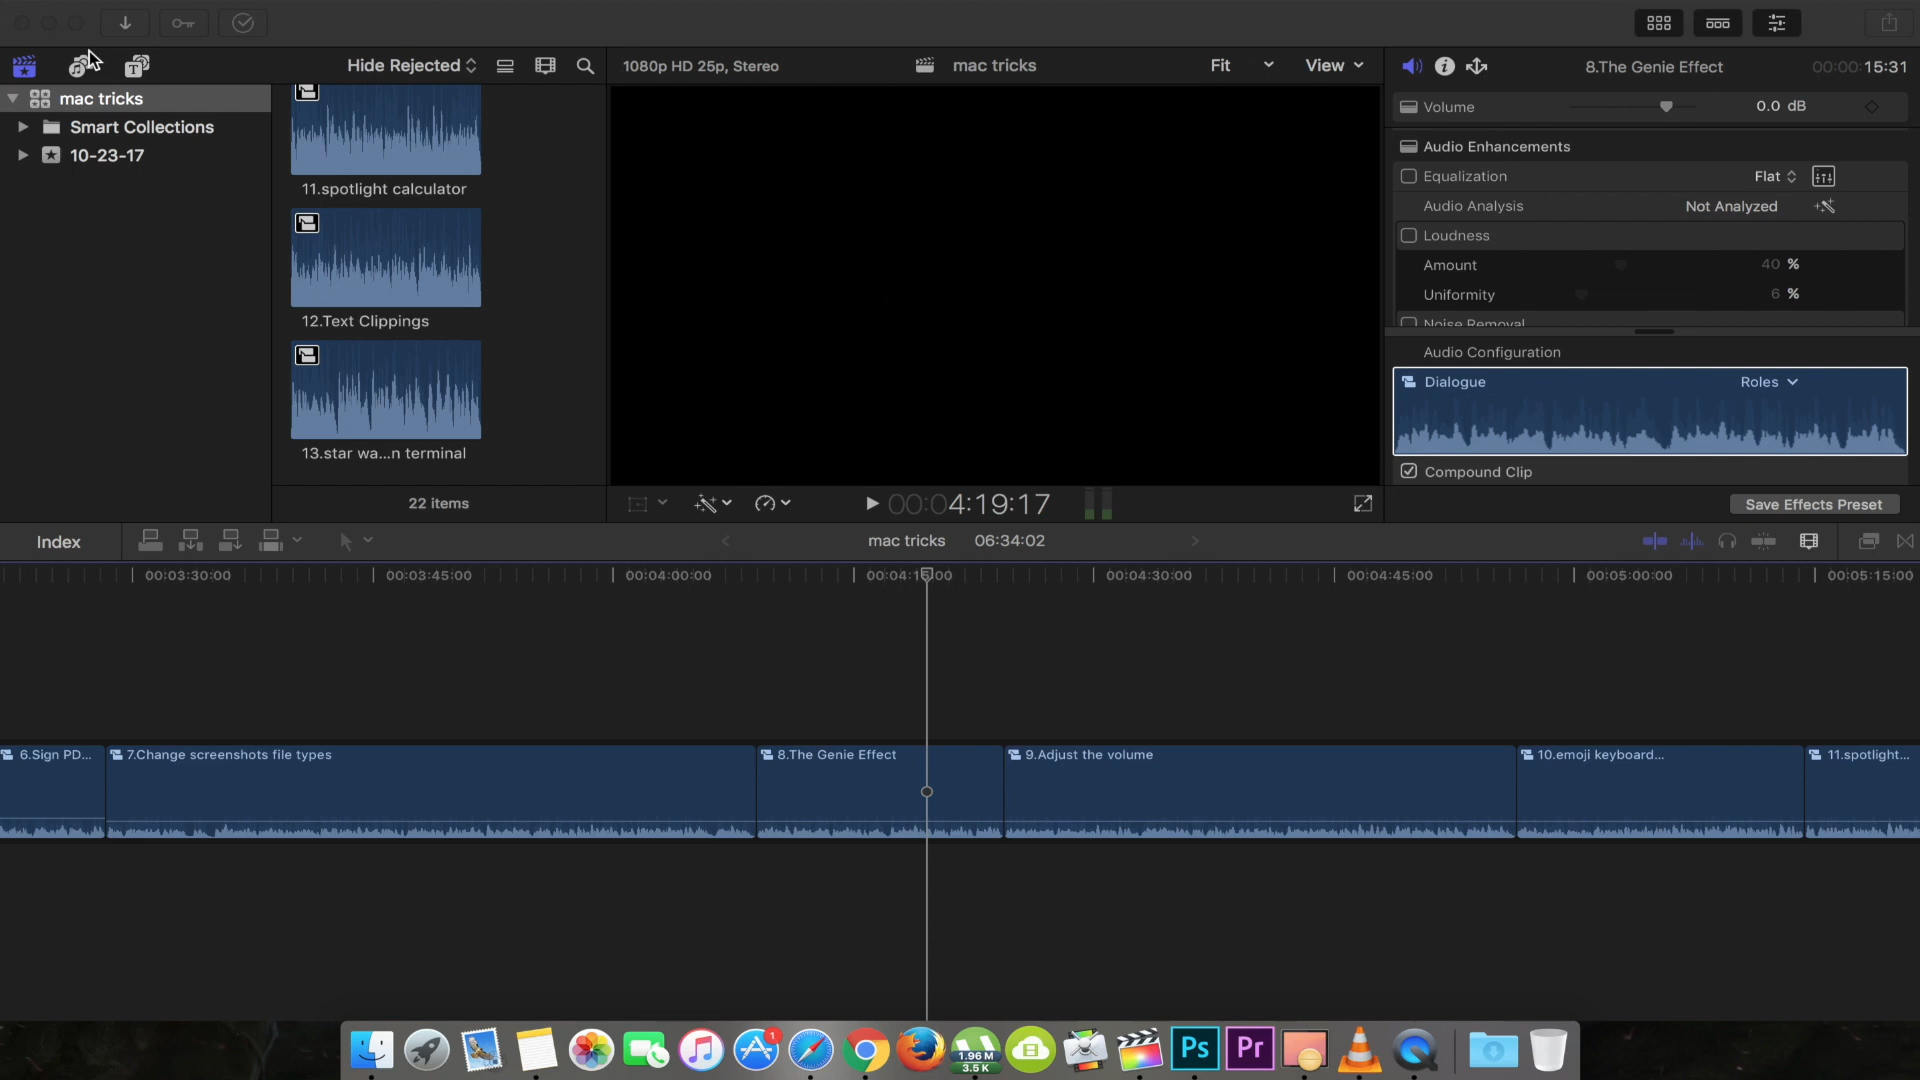 Hide Rejected
1080p HD 25p, Stereo
mac tricks
Fit
View
8.The Genie Effect
00:00:15:31
mac tricks
Smart Collections
10-23-17
11.spotlight calculator
12.Text Clippings
13.star wa...n terminal
22 items
Volume
0.0 dB
Audio Enhancements
Equalization
Flat
Audio Analysis
Not Analyzed
Loudness
Amount
40 %
Uniformity
6 %
Noise Removal
Audio Configuration
Dialogue
Roles
Compound Clip
Save Effects Preset
00:04:19:17
Index
mac tricks
06:34:02
00:03:30:00
00:03:45:00
00:04:00:00
00:04:15:00
00:04:30:00
00:04:45:00
00:05:00:00
00:05:15:00
6.Sign PD...
7.Change screenshots file types
8.The Genie Effect
9.Adjust the volume
10.emoji keyboard...
11.spotlight...
1
1.96 M
3.5 K
Ps
Pr